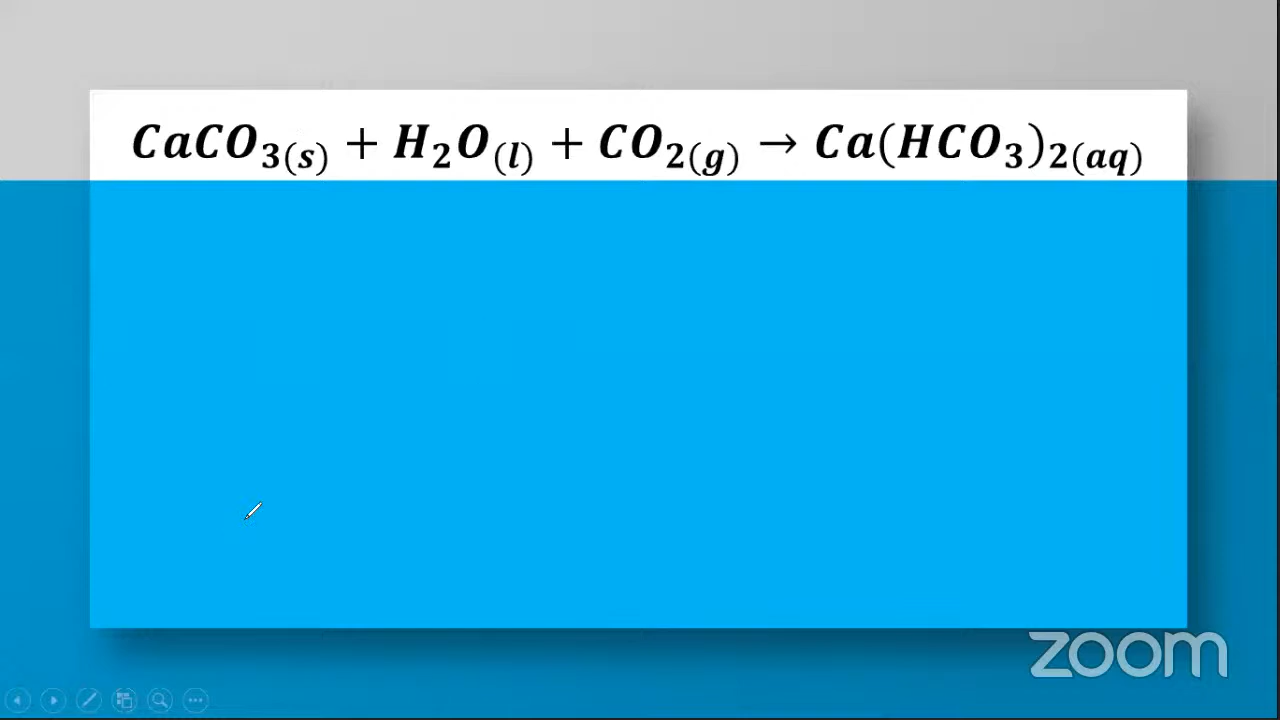 CaCO₃₍s₎ + H₂O₍l₎ + CO₂₍g₎ → Ca(HCO₃)₂₍aq₎
zoom